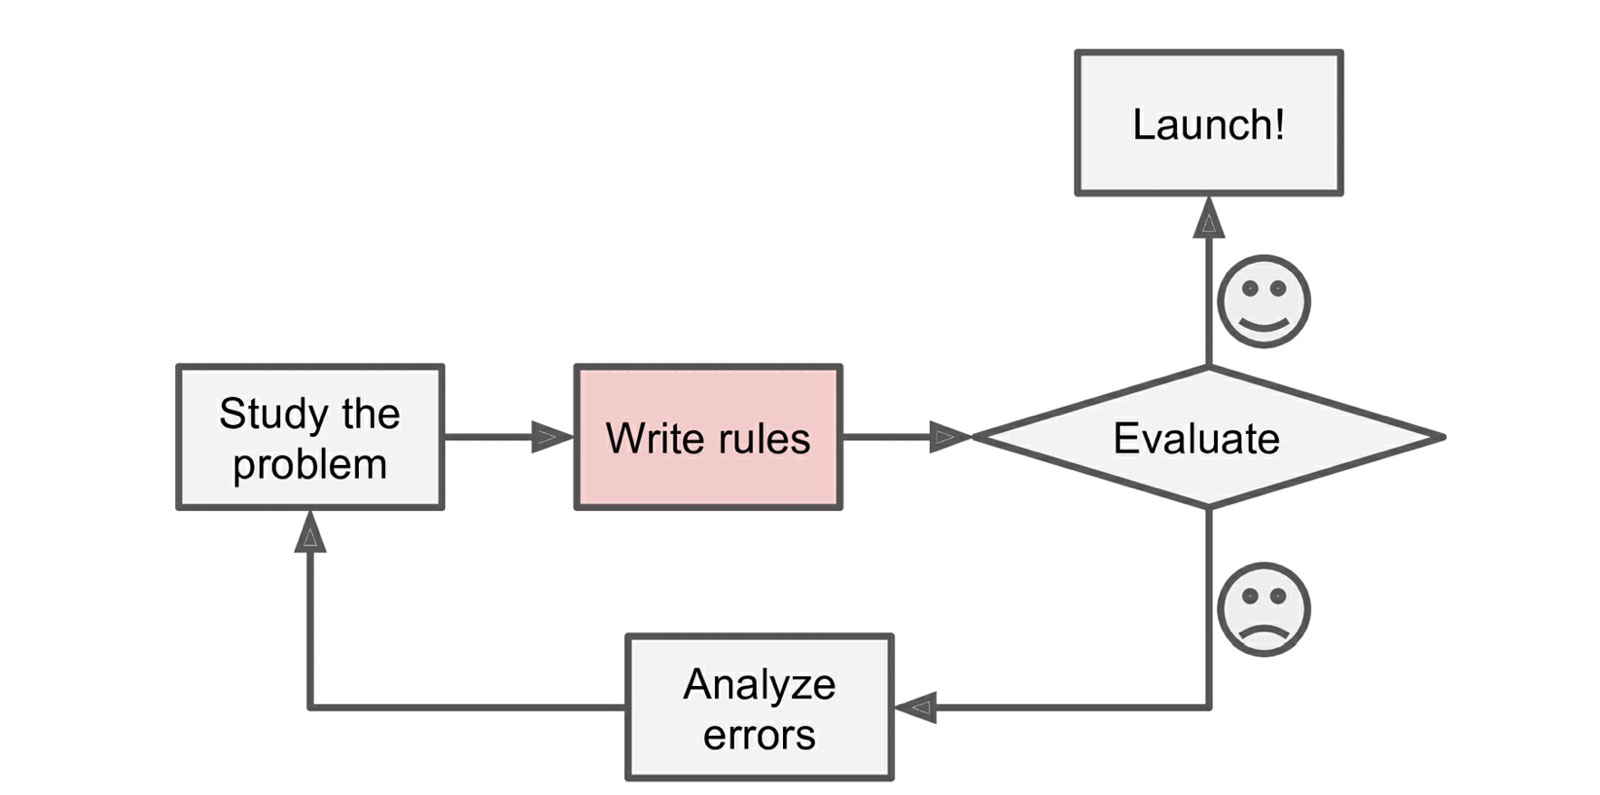 Launch!
Study the
problem
Write rules
Evaluate
Analyze
errors